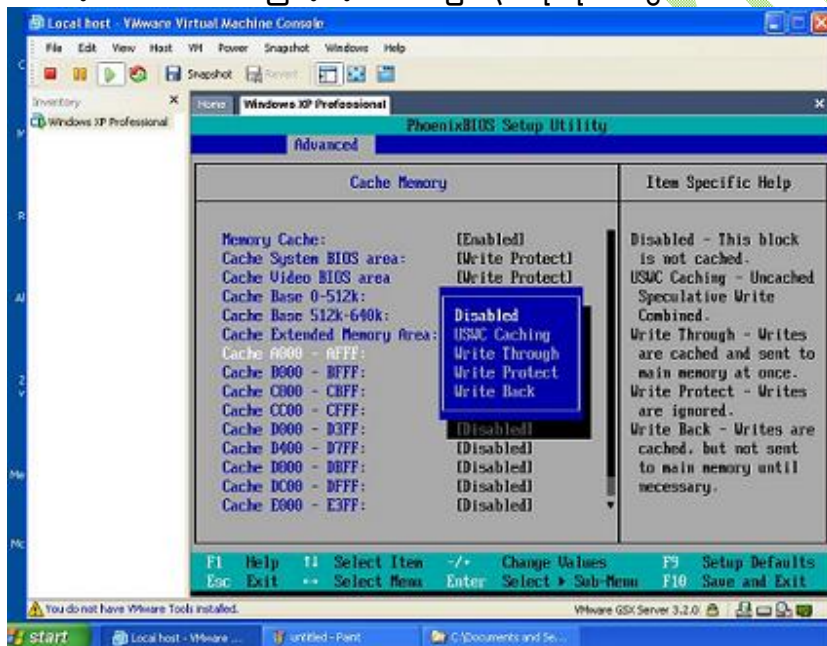 Local host - VMware Virtual Machine Console
File Edit View Host VM Power Snapshot Windows Help
Snapshot Revert
Inventory
Windows XP Professional
Home
Windows XP Professional
PhoenixBIOS Setup Utility
Advanced
Cache Memory
Item Specific Help
Memory Cache: [Enabled]
Cache System BIOS area: [Write Protect]
Cache Video BIOS area [Write Protect]
Cache Base 0-512k:
Cache Base 512k-640k:
Cache Extended Memory Area:
Cache A000 - AFFF:
Cache B000 - BFFF:
Cache C800 - CBFF:
Cache CC00 - CFFF:
Cache D000 - D3FF: [Disabled]
Cache D400 - D7FF: [Disabled]
Cache D800 - DBFF: [Disabled]
Cache DC00 - DFFF: [Disabled]
Cache E000 - E3FF: [Disabled]
Disabled
USWC Caching
Write Through
Write Protect
Write Back
Disabled - This block
is not cached.
USWC Caching - Uncached
Speculative Write
Combined.
Write Through - Writes
are cached and sent to
main memory at once.
Write Protect - Writes
are ignored.
Write Back - Writes are
cached, but not sent
to main memory until
necessary.
F1 Help Select Item -/+ Change Values F9 Setup Defaults
Esc Exit Select Menu Enter Select Sub-Menu F10 Save and Exit
You do not have VMware Tools installed.
VMware GSX Server 3.2.0
start
Local host - VMware ...
untitled - Paint
C:\Documents and Se...